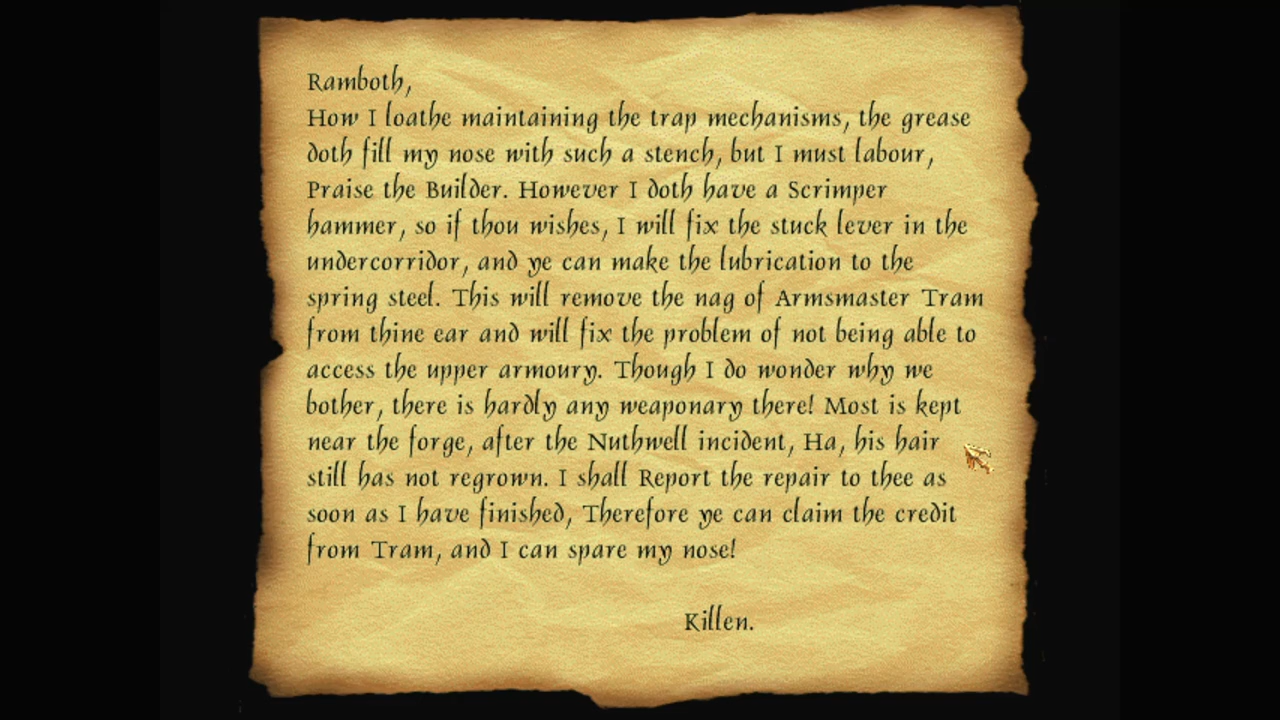 Ramboth,
How I loathe maintaining the trap mechanisms, the grease
doth fill my nose with such a stench, but I must labour,
Praise the Builder. However I doth have a Scrimper
hammer, so if thou wishes, I will fix the stuck lever in the
undercorridor, and ye can make the lubrication to the
spring steel. This will remove the nag of Armsmaster Tram
from thine ear and will fix the problem of not being able to
access the upper armoury. Though I do wonder why we
bother, there is hardly any weaponary there! Most is kept
near the forge, after the Nuthwell incident, Ha, his hair
still has not regrown. I shall Report the repair to thee as
soon as I have finished, Therefore ye can claim the credit
from Tram, and I can spare my nose!
Killen.